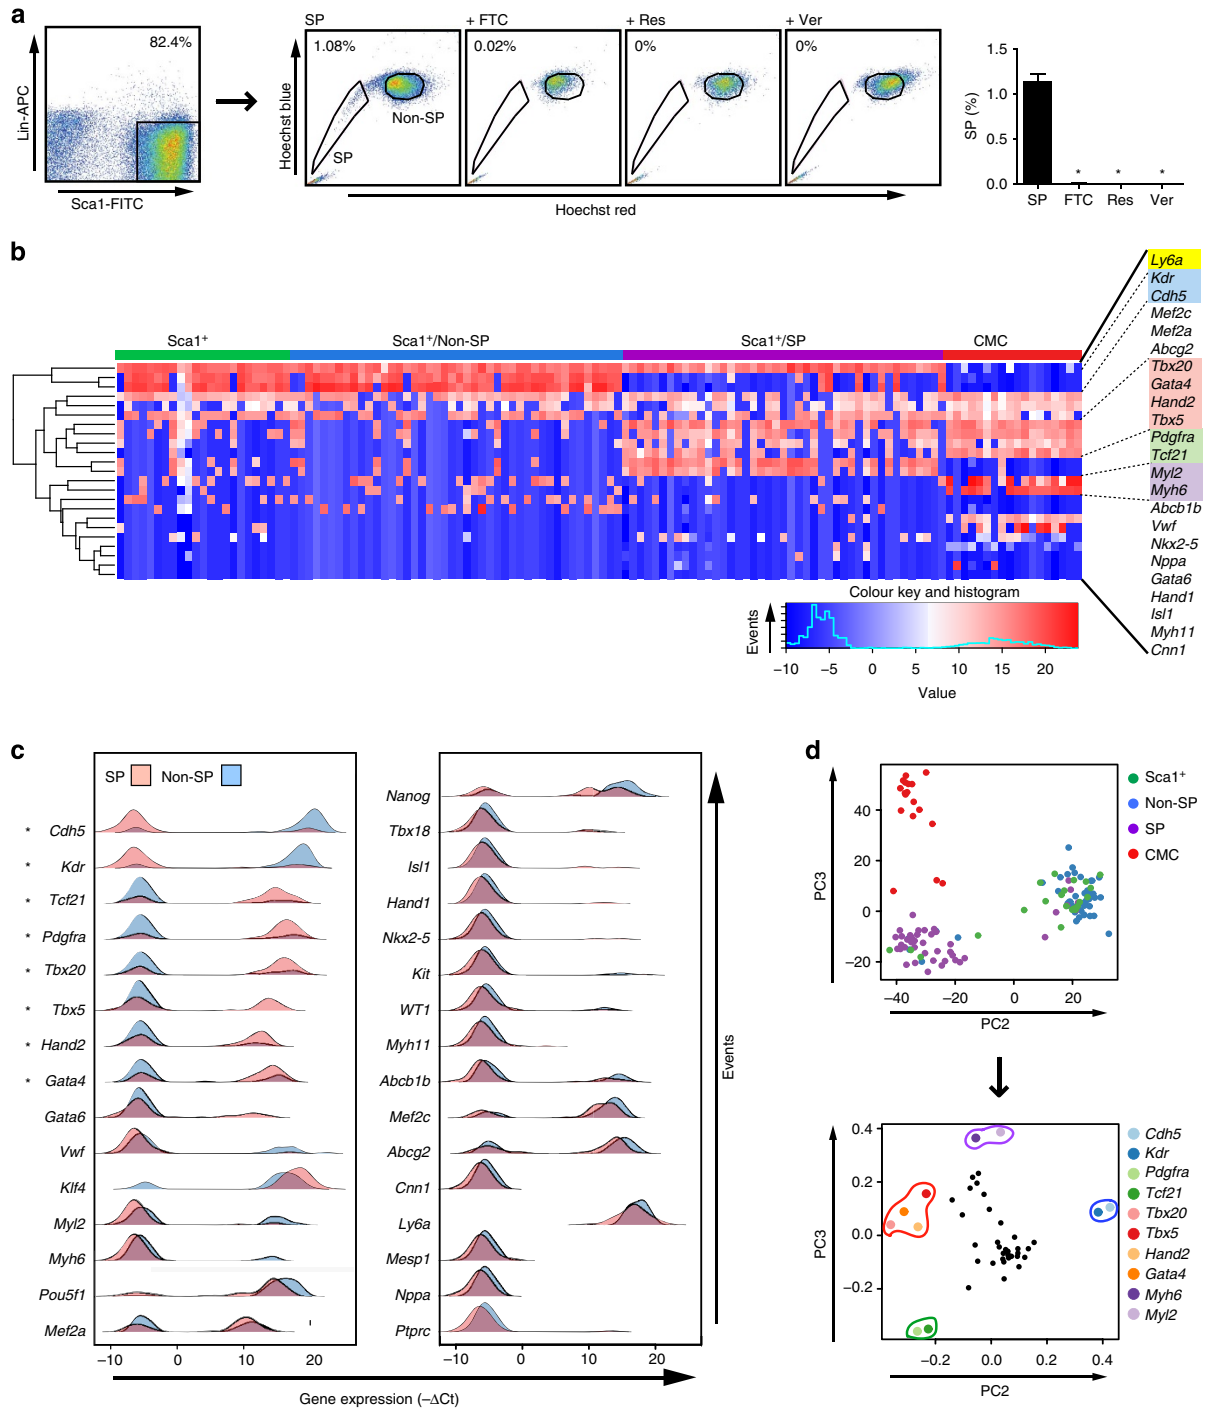 a
82.4%
Lin-APC
Sca1-FITC
SP
+ FTC
+ Res
+ Ver
1.08%
0.02%
0%
0%
Non-SP
SP
Hoechst blue
Hoechst red
SP (%)
1.5
1.0
0.5
0.0
*
*
*
SP
FTC
Res
Ver
b
Sca1+
Sca1+/Non-SP
Sca1+/SP
CMC
Ly6a
Kdr
Cdh5
Mef2c
Mef2a
Abcg2
Tbx20
Gata4
Hand2
Tbx5
Pdgfra
Tcf21
Myl2
Myh6
Abcb1b
Vwf
Nkx2-5
Nppa
Gata6
Hand1
Isl1
Myh11
Cnn1
Colour key and histogram
Events
−10 −5 0 5 10 15 20
Value
c
SP
Non-SP
* Cdh5
* Kdr
* Tcf21
* Pdgfra
* Tbx20
* Tbx5
* Hand2
* Gata4
Gata6
Vwf
Klf4
Myl2
Myh6
Pou5f1
Mef2a
−10 0 10 20
Nanog
Tbx18
Isl1
Hand1
Nkx2-5
Kit
WT1
Myh11
Abcb1b
Mef2c
Abcg2
Cnn1
Ly6a
Mesp1
Nppa
Ptprc
−10 0 10 20
Events
Gene expression (−ΔCt)
d
PC3
40
20
0
−20
−40 −20 0 20
PC2
Sca1+
Non-SP
SP
CMC
PC3
0.4
0.2
0.0
−0.2
−0.2 0.0 0.2 0.4
PC2
Cdh5
Kdr
Pdgfra
Tcf21
Tbx20
Tbx5
Hand2
Gata4
Myh6
Myl2